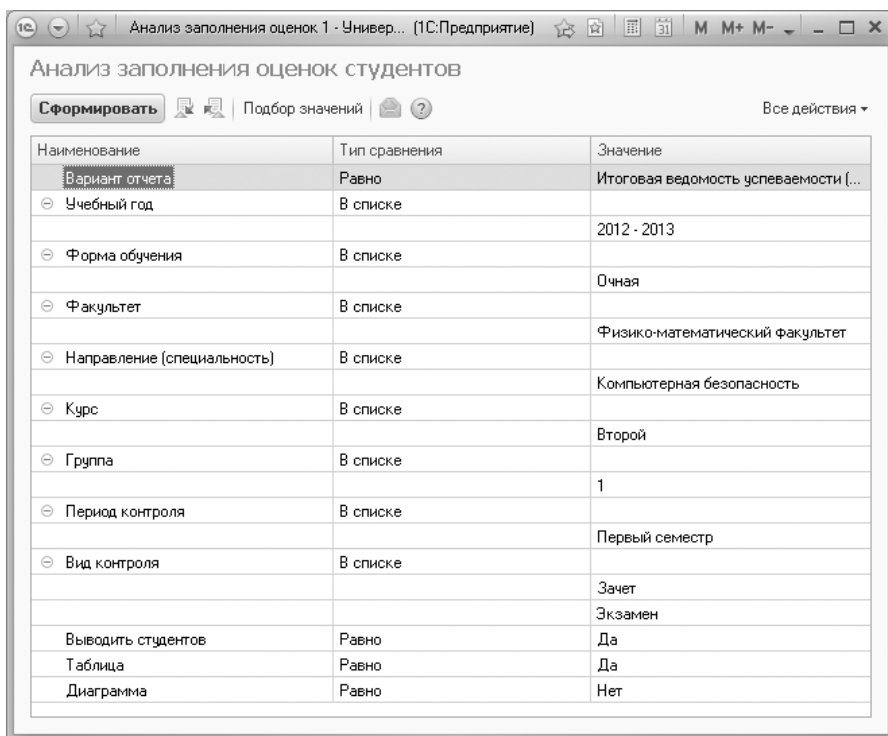 1С Анализ заполнения оценок 1 - Универ... (1С:Предприятие) 31 M M+ M-
Анализ заполнения оценок студентов
Сформировать Подбор значений ? Все действия
Наименование Тип сравнения Значение
Вариант отчета Равно Итоговая ведомость успеваемости (...
Учебный год В списке
2012 - 2013
Форма обучения В списке
Очная
Факультет В списке
Физико-математический факультет
Направление (специальность) В списке
Компьютерная безопасность
Курс В списке
Второй
Группа В списке
1
Период контроля В списке
Первый семестр
Вид контроля В списке
Зачет
Экзамен
Выводить студентов Равно Да
Таблица Равно Да
Диаграмма Равно Нет